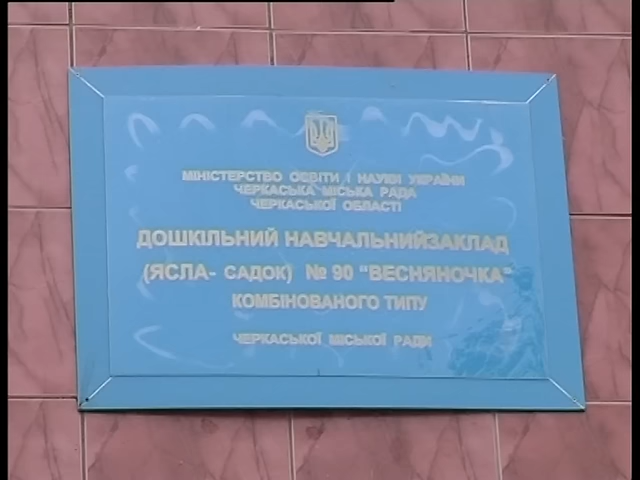 МІНІСТЕРСТВО ОСВІТИ І НАУКИ УКРАЇНИ
ЧЕРКАСЬКА МІСЬКА РАДА
ЧЕРКАСЬКОЇ ОБЛАСТІ
ДОШКІЛЬНИЙ НАВЧАЛЬНИЙЗАКЛАД
(ЯСЛА- САДОК) № 90 "ВЕСНЯНОЧКА"
КОМБІНОВАНОГО ТИПУ
ЧЕРКАСЬКОЇ МІСЬКОЇ РАДИ